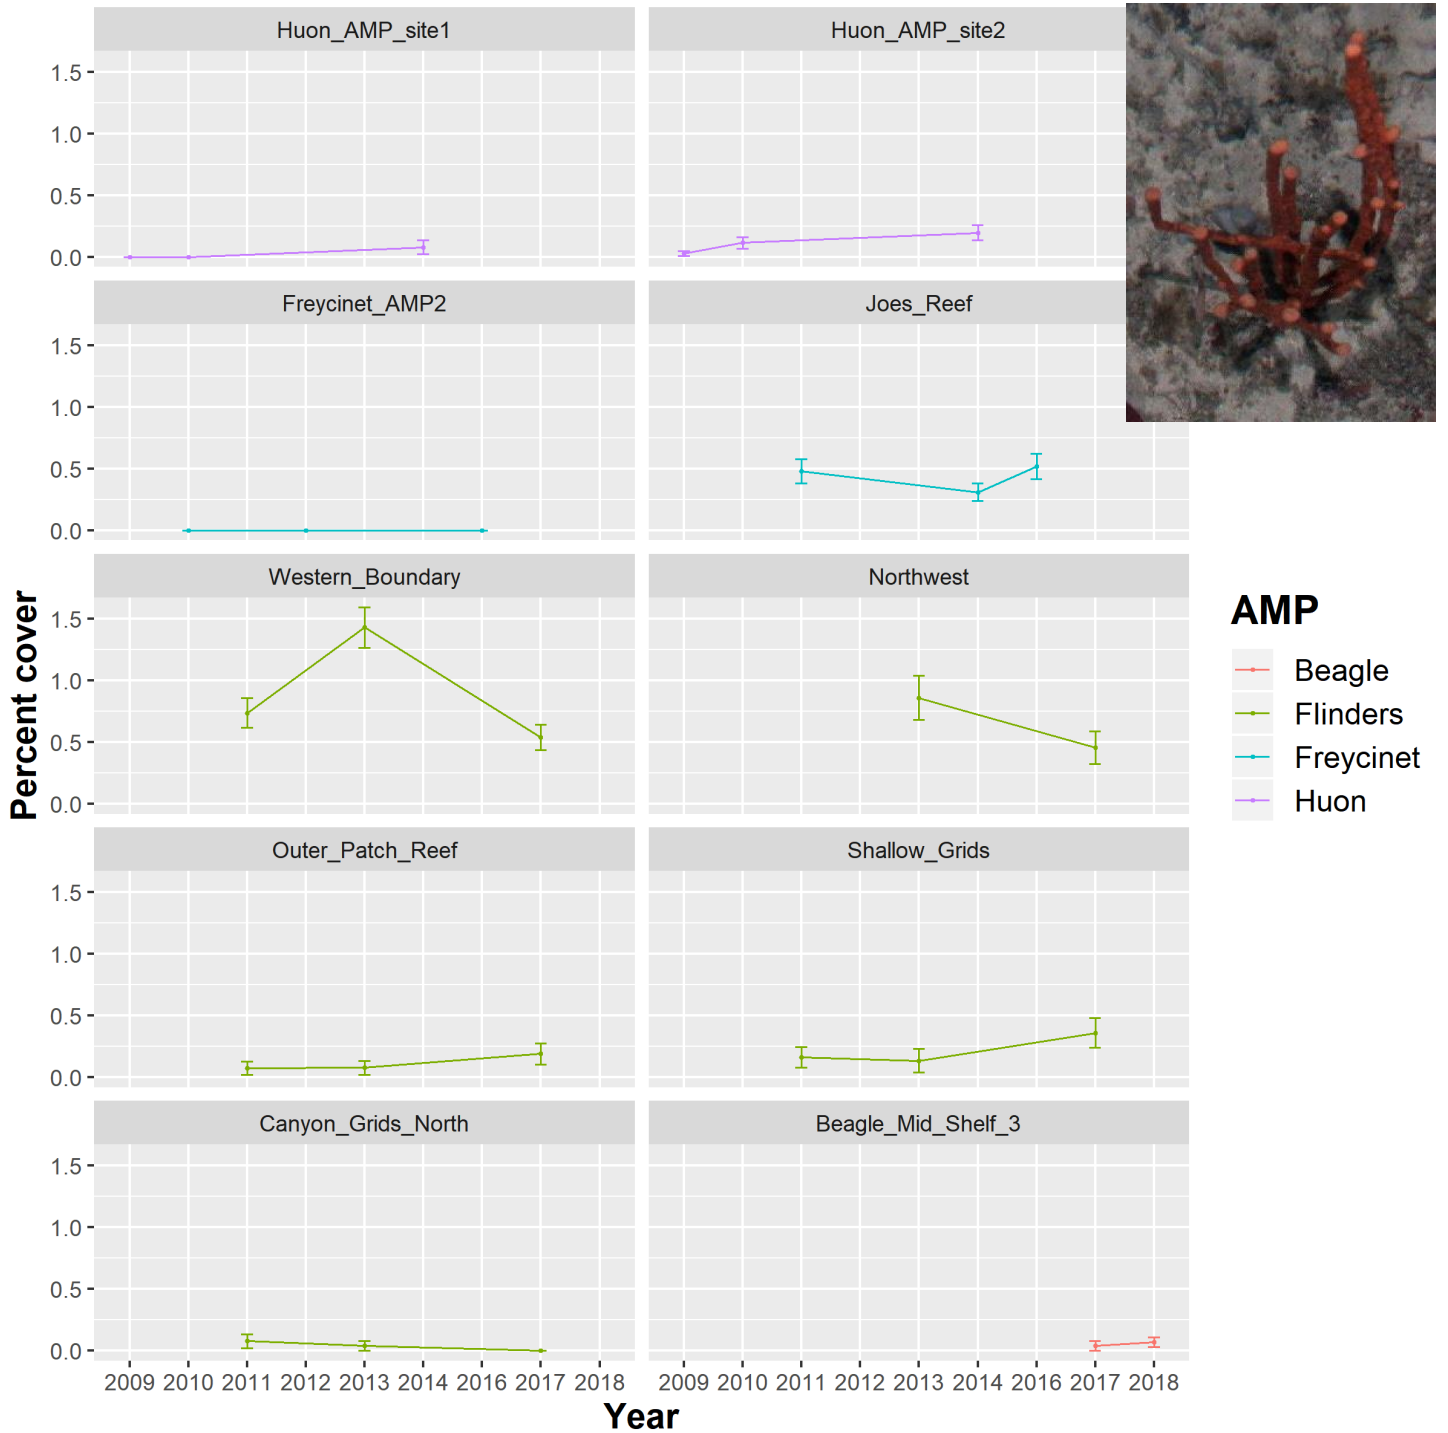 Huon_AMP_site1
Huon_AMP_site2
1.5
1.0
0.5
0.0
Freycinet_AMP2
Joes_Reef
1.5
1.0
0.5
0.0
Western_Boundary
Northwest
1.5
1.0
0.5
0.0
Outer_Patch_Reef
Shallow_Grids
1.5
1.0
0.5
0.0
Canyon_Grids_North
Beagle_Mid_Shelf_3
1.5
1.0
0.5
0.0
2009 2010 2011 2012 2013 2014 2016 2017 2018
2009 2010 2011 2012 2013 2014 2016 2017 2018
Year
Percent cover
AMP
Beagle
Flinders
Freycinet
Huon